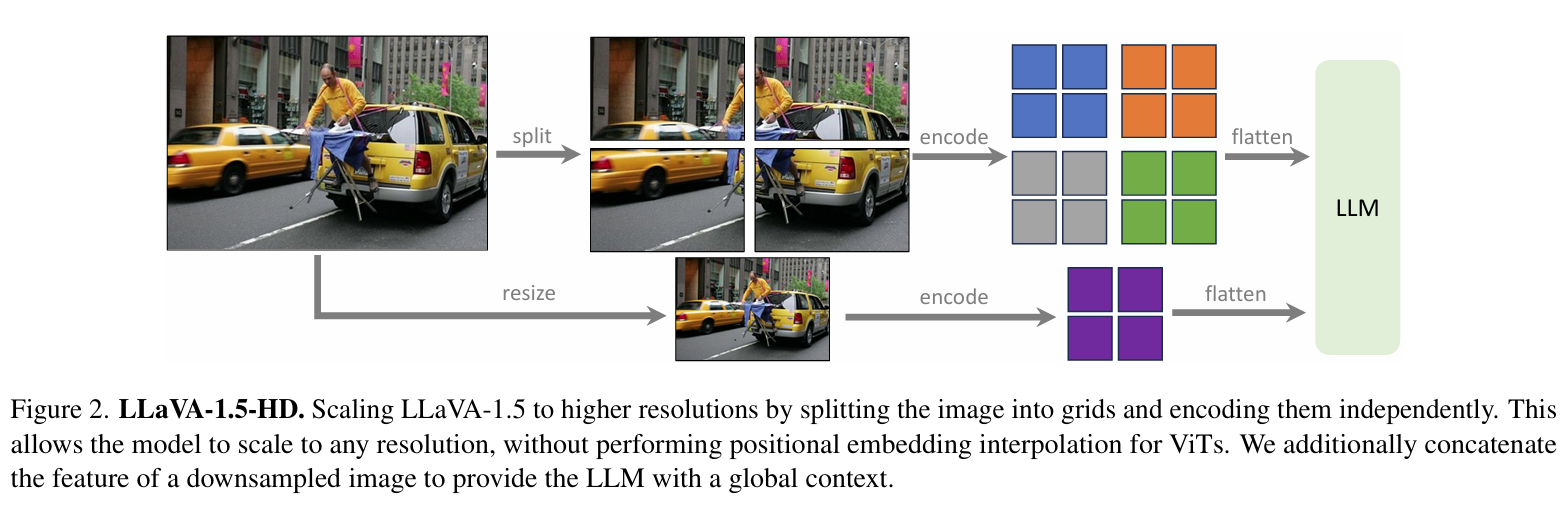 split
encode
flatten
LLM
resize
encode
flatten
Figure 2. LLaVA-1.5-HD. Scaling LLaVA-1.5 to higher resolutions by splitting the image into grids and encoding them independently. This
allows the model to scale to any resolution, without performing positional embedding interpolation for ViTs. We additionally concatenate
the feature of a downsampled image to provide the LLM with a global context.